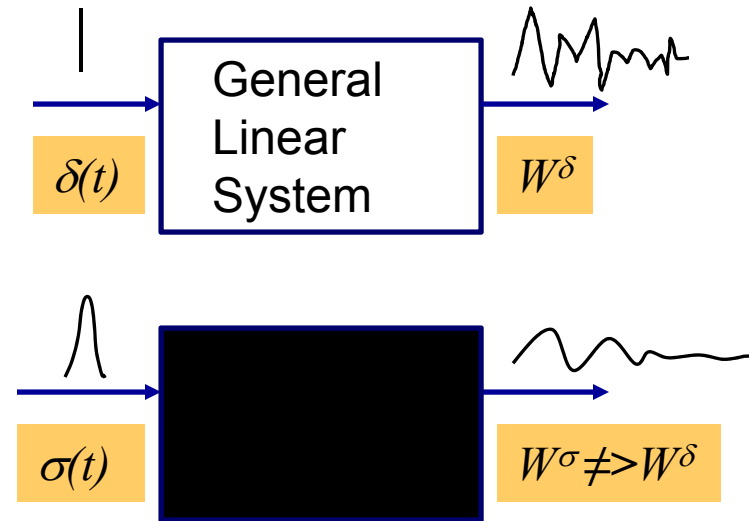 General
Linear
System
δ(t)
W^δ
σ(t)
W^σ ≠> W^δ